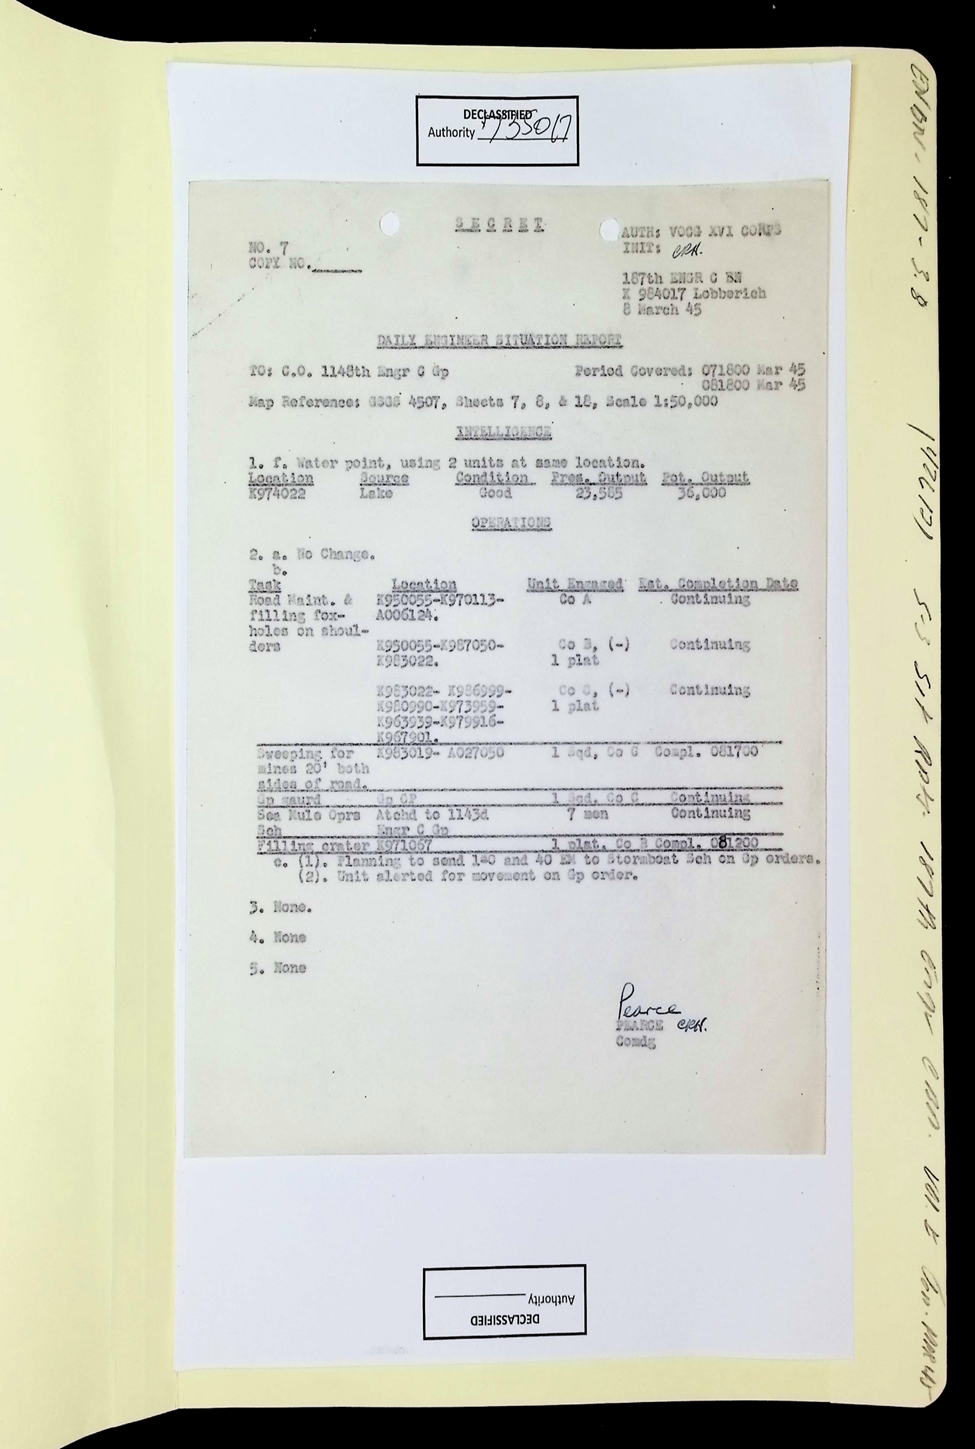 DECLASSIFIED
Authority 735017
SECRET
NO. 7
COPY NO.
AUTH: VOCG XVI CORPS
INIT: CRH.
187th ENGR C BN
K 984017 Lobberich
8 March 45
DAILY ENGINEER SITUATION REPORT
TO: C.O. 1148th Engr C Gp
Period Covered: 071800 Mar 45
081800 Mar 45
Map Reference: GSGS 4507, Sheets 7, 8, & 18, Scale 1:50,000
INTELLIGENCE
1. f. Water point, using 2 units at same location.
Location Source Condition Pres. Output Pot. Output
K974022 Lake Good 23,585 36,000
OPERATIONS
2. a. No Change.
b.
Task Location Unit Engaged Est. Completion Date
Road Maint. & K950055-K970113- Co A Continuing
filling fox- A006124.
holes on shoul-
ders K950055-K987050- Co B, (-) Continuing
K983022. 1 plat
K983022- K986999- Co C, (-) Continuing
K980990-K973959- 1 plat
K963939-K979916-
K967901.
Sweeping for K983019- A027050 1 Sqd, Co C Compl. 081700
mines 20' both
sides of road.
Gp gaurd Gp CP 1 Sqd. Co C Continuing
Sea Mule Oprs Atchd to 1143d 7 men Continuing
Sch Engr C Gp
Filling crater K971067 1 plat. Co B Compl. 081200
c. (1). Planning to send 1-O and 40 EM to Stormboat Sch on Gp orders.
(2). Unit alerted for movement on Gp order.
3. None.
4. None
5. None
Pearce
PEARCE CRH.
Comdg
DECLASSIFIED
Authority
ENBN-187-3.8
(47612) S-3 Sit Rpts. 187th Engr Cbn.